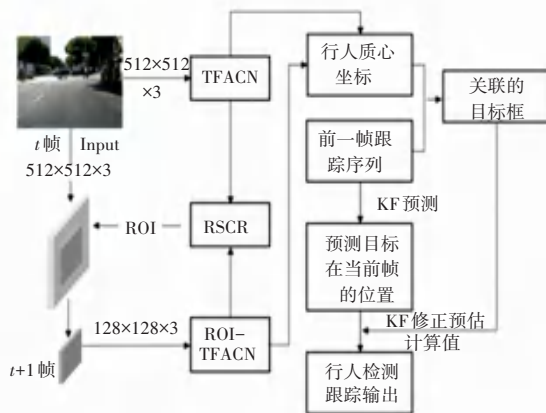 512×512
×3
TFACN
行人质心
坐标
关联的
目标框
t帧
Input
512×512×3
前一帧跟
踪序列
KF预测
ROI
RSCR
预测目标
在当前帧
的位置
128×128×3
ROI-
TFACN
KF修正预估
计算值
t+1帧
行人检测
跟踪输出